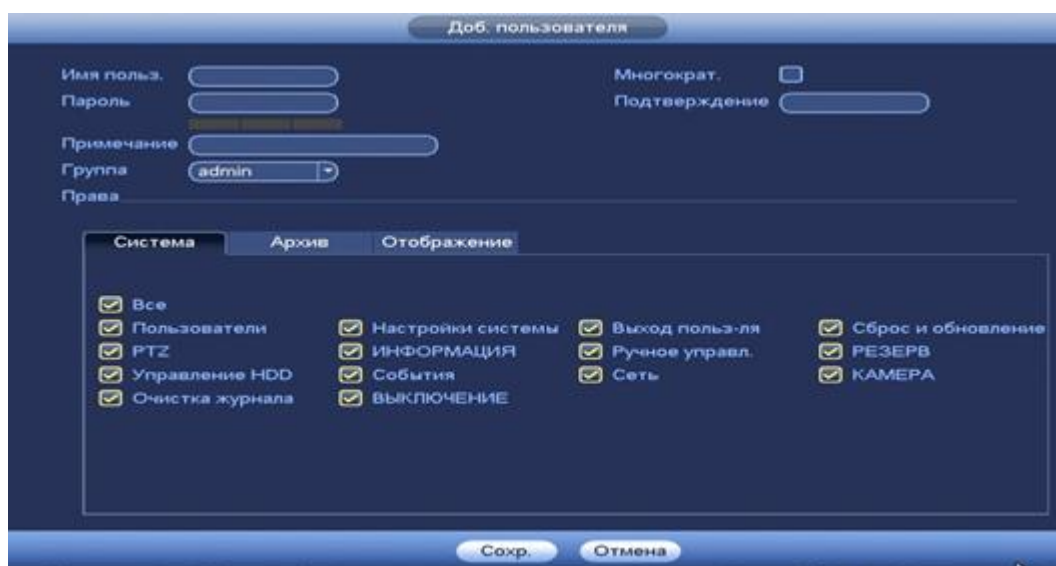 Доб. пользователя
Имя польз. Многократ.
Пароль Подтверждение
Примечание
Группа admin
Права
Система Архив Отображение
Все
Пользователи Настройки системы Выход польз-ля Сброс и обновление
PTZ ИНФОРМАЦИЯ Ручное управл. РЕЗЕРВ
Управление HDD События Сеть КАМЕРА
Очистка журнала ВЫКЛЮЧЕНИЕ
Сохр. Отмена